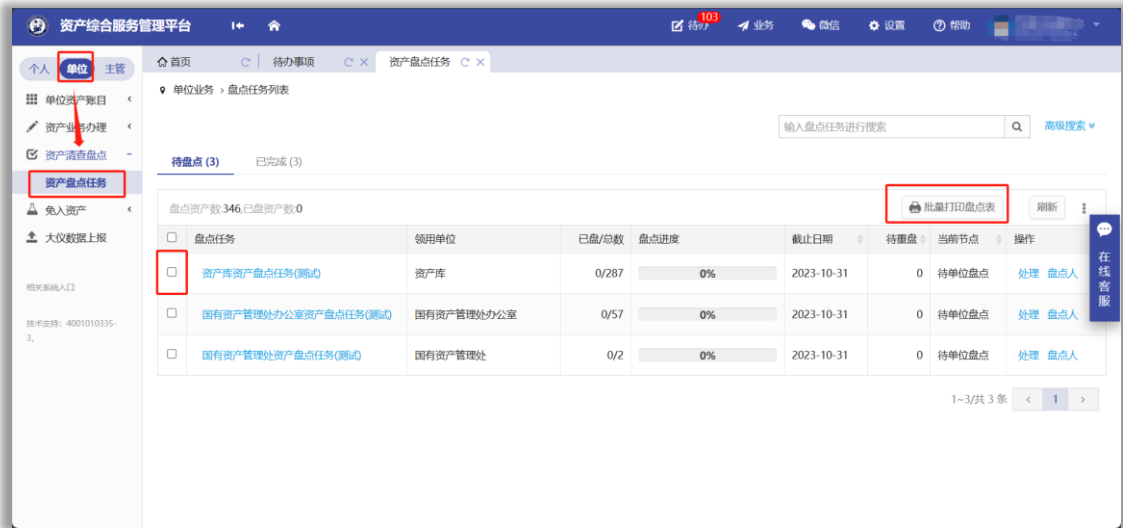 资产综合服务管理平台 待办 103 业务 微信 设置 帮助
个人 单位 主管
首页 待办事项 资产盘点任务
单位资产账目
资产业务办理
资产清查盘点
资产盘点任务
免入资产
大仪数据上报
相关系统入口
技术支持：4001010335-
3,
单位业务 › 盘点任务列表
输入盘点任务进行搜索 高级搜索
待盘点 (3) 已完成 (3)
盘点资产数:346,已盘资产数:0 批量打印盘点表 刷新
盘点任务 领用单位 已盘/总数 盘点进度 截止日期 待重盘 当前节点 操作
资产库资产盘点任务(测试) 资产库 0/287 0% 2023-10-31 0 待单位盘点 处理 盘点人
国有资产管理处办公室资产盘点任务(测试) 国有资产管理处办公室 0/57 0% 2023-10-31 0 待单位盘点 处理 盘点人
国有资产管理处资产盘点任务(测试) 国有资产管理处 0/2 0% 2023-10-31 0 待单位盘点 处理 盘点人
1~3/共 3 条 ‹ 1 ›
在线客服